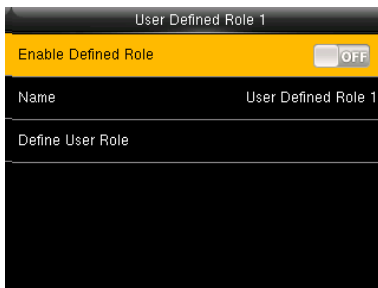 User Defined Role 1
Enable Defined Role OFF
Name User Defined Role 1
Define User Role